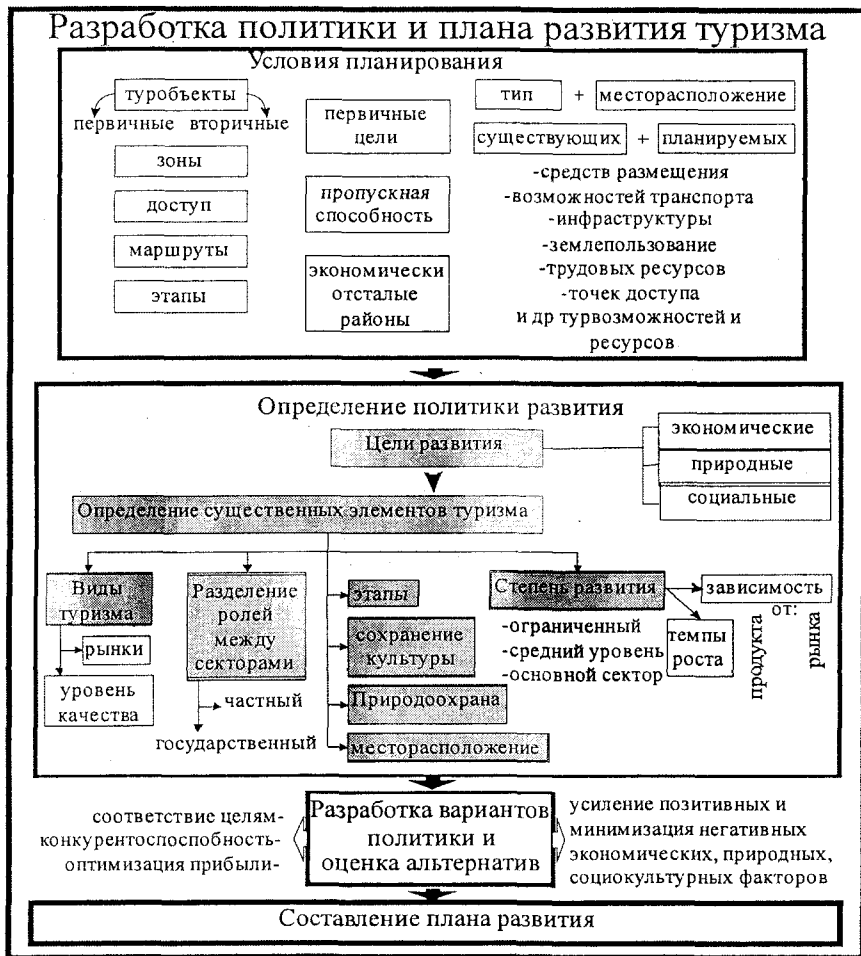 Разработка политики и плана развития туризма
Условия планирования
туробъекты
первичные вторичные
зоны
доступ
маршруты
этапы
первичные
цели
пропускная
способность
экономически
отсталые
районы
тип + месторасположение
существующих + планируемых
-средств размещения
-возможностей транспорта
-инфраструктуры
-землепользование
-трудовых ресурсов
-точек доступа
и др турвозможностей и
ресурсов
Определение политики развития
Цели развития
экономические
природные
социальные
Определение существенных элементов туризма
Виды
туризма
рынки
уровень
качества
Разделение
ролей
между
секторами
частный
государственный
этапы
сохранение
культуры
Природоохрана
месторасположение
Степень развития
-ограниченный
-средний уровень
-основной сектор
темпы
роста
зависимость
от:
продукта
рынка
соответствие целям-
конкурентоспоспобность-
оптимизация прибыли-
Разработка вариантов
политики и
оценка альтернатив
усиление позитивных и
минимизация негативных
экономических, природных,
социокультурных факторов
Составление плана развития